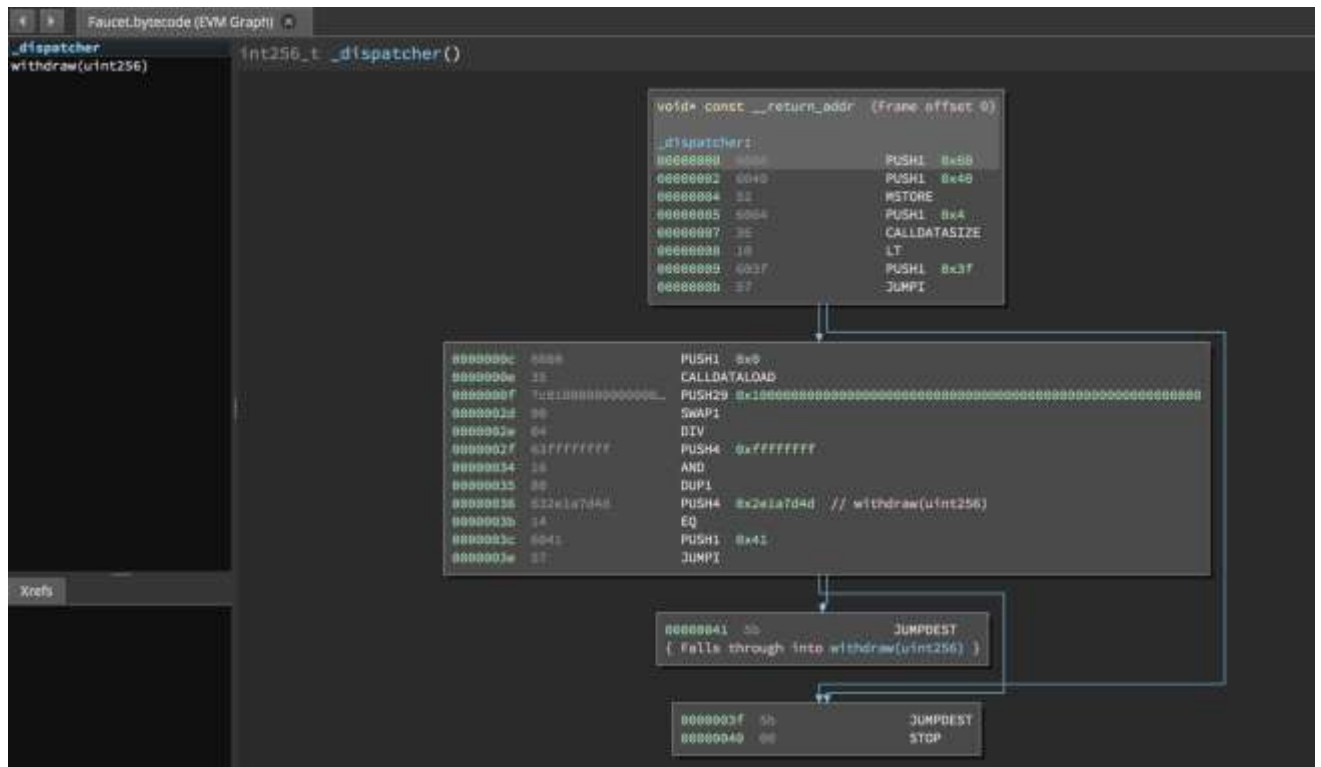 Faucet.bytecode (EVM Graph)
_dispatcher
withdraw(uint256)
int256_t _dispatcher()
void* const __return_addr (Frame offset 0)
_dispatcher:
00000000 6060 PUSH1 0x60
00000002 6040 PUSH1 0x40
00000004 52 MSTORE
00000005 6004 PUSH1 0x4
00000007 36 CALLDATASIZE
00000008 10 LT
00000009 603f PUSH1 0x3f
0000000b 57 JUMPI
0000000c 6000 PUSH1 0x0
0000000e 35 CALLDATALOAD
0000000f 7c01000000000000… PUSH29 0x100000000000000000000000000000000000000000000000000000000
0000002d 90 SWAP1
0000002e 04 DIV
0000002f 63ffffffff PUSH4 0xffffffff
00000034 16 AND
00000035 80 DUP1
00000036 632e1a7d4d PUSH4 0x2e1a7d4d // withdraw(uint256)
0000003b 14 EQ
0000003c 6041 PUSH1 0x41
0000003e 57 JUMPI
00000041 5b JUMPDEST
{ Falls through into withdraw(uint256) }
0000003f 5b JUMPDEST
00000040 00 STOP
Xrefs